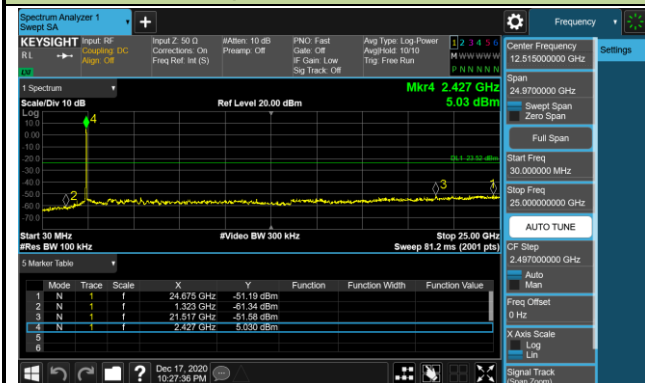 Spectrum Analyzer 1
Swept SA
+
Frequency
KEYSIGHT
RL
Input: RF
Coupling: DC
Align: Off
Input Z: 50 Ω
Corrections: On
Freq Ref: Int (S)
#Atten: 10 dB
Preamp: Off
PNO: Fast
Gate: Off
IF Gain: Low
Sig Track: Off
Avg Type: Log-Power
Avg|Hold: 10/10
Trig: Free Run
1 2 3 4 5 6
M W W W W W
P N N N N N
1 Spectrum
Scale/Div 10 dB
Ref Level 20.00 dBm
Mkr4 2.427 GHz
5.03 dBm
Log
10.0
0.00
-10.0
-20.0
-30.0
-40.0
-50.0
-60.0
-70.0
4
2
3
1
DL1 -23.52 dBm
Start 30 MHz
#Res BW 100 kHz
#Video BW 300 kHz
Stop 25.00 GHz
Sweep 81.2 ms (2001 pts)
5 Marker Table
Mode Trace Scale X Y Function Function Width Function Value
1 N 1 f 24.675 GHz -51.19 dBm
2 N 1 f 1.323 GHz -61.34 dBm
3 N 1 f 21.517 GHz -51.58 dBm
4 N 1 f 2.427 GHz 5.030 dBm
5
6
?
Dec 17, 2020
10:27:36 PM
Center Frequency
12.515000000 GHz
Settings
Span
24.9700000 GHz
Swept Span
Zero Span
Full Span
Start Freq
30.000000 MHz
Stop Freq
25.000000000 GHz
AUTO TUNE
CF Step
2.497000000 GHz
Auto
Man
Freq Offset
0 Hz
X Axis Scale
Log
Lin
Signal Track
(Span Zoom)